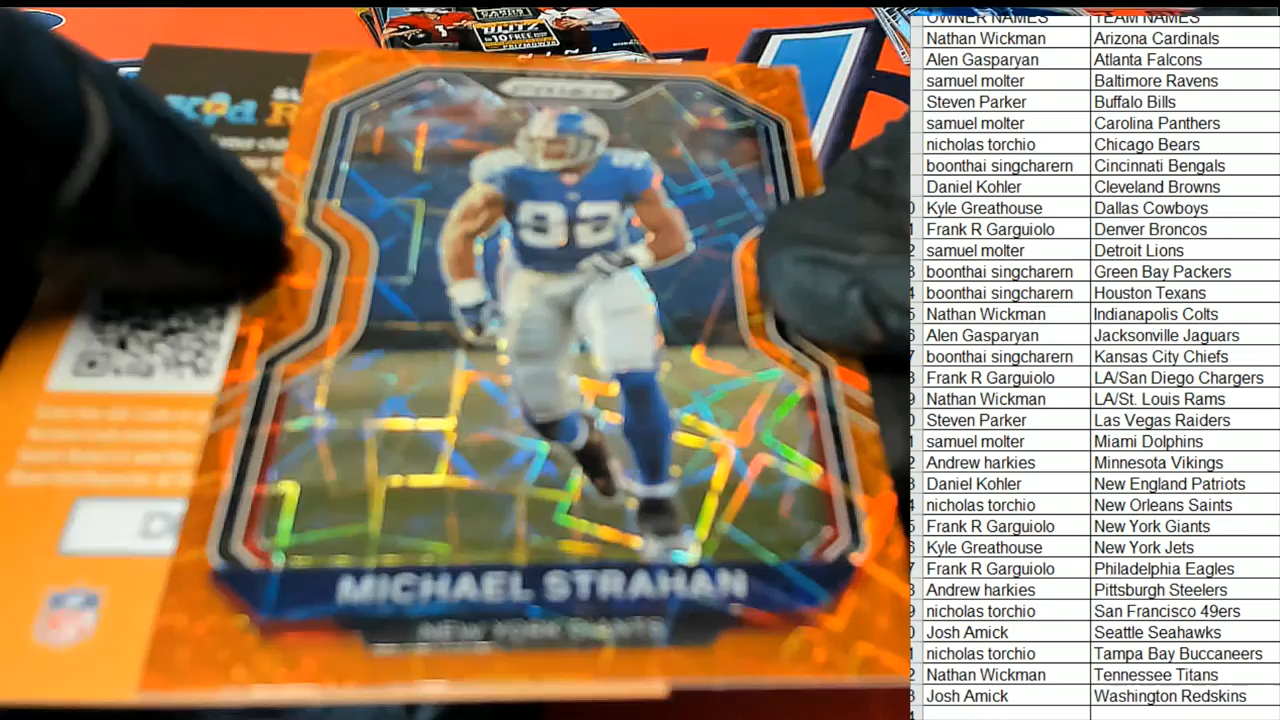 OWNER NAMES TEAM NAMES
Nathan Wickman Arizona Cardinals
Alen Gasparyan Atlanta Falcons
samuel molter Baltimore Ravens
Steven Parker Buffalo Bills
samuel molter Carolina Panthers
nicholas torchio Chicago Bears
boonthai singcharern Cincinnati Bengals
Daniel Kohler Cleveland Browns
Kyle Greathouse Dallas Cowboys
Frank R Garguiolo Denver Broncos
samuel molter Detroit Lions
boonthai singcharern Green Bay Packers
boonthai singcharern Houston Texans
Nathan Wickman Indianapolis Colts
Alen Gasparyan Jacksonville Jaguars
boonthai singcharern Kansas City Chiefs
Frank R Garguiolo LA/San Diego Chargers
Nathan Wickman LA/St. Louis Rams
Steven Parker Las Vegas Raiders
samuel molter Miami Dolphins
Andrew harkies Minnesota Vikings
Daniel Kohler New England Patriots
nicholas torchio New Orleans Saints
Frank R Garguiolo New York Giants
Kyle Greathouse New York Jets
Frank R Garguiolo Philadelphia Eagles
Andrew harkies Pittsburgh Steelers
nicholas torchio San Francisco 49ers
Josh Amick Seattle Seahawks
nicholas torchio Tampa Bay Buccaneers
Nathan Wickman Tennessee Titans
Josh Amick Washington Redskins
BLITZ
10 FREE
92
MICHAEL STRAHAN
NEW YORK GIANTS
NFL